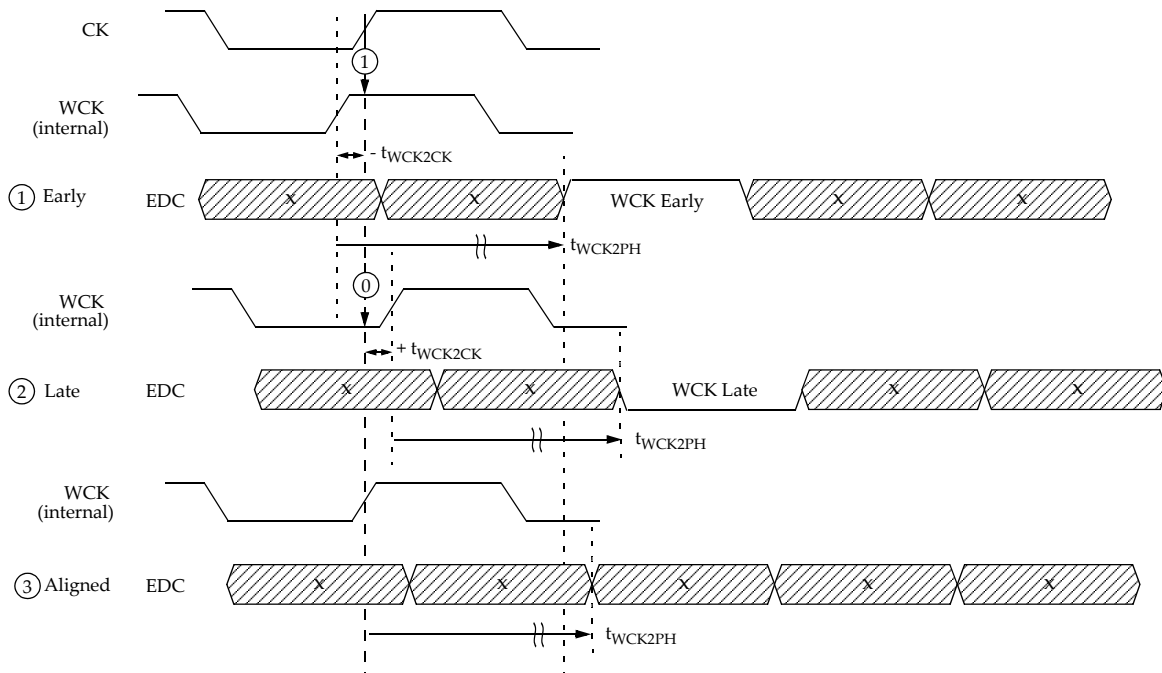 CK
1
WCK
(internal)
- tWCK2CK
1 Early EDC X X WCK Early X X
tWCK2PH
0
WCK
(internal)
+ tWCK2CK
2 Late EDC X X WCK Late X X
tWCK2PH
WCK
(internal)
3 Aligned EDC X X X X X
tWCK2PH